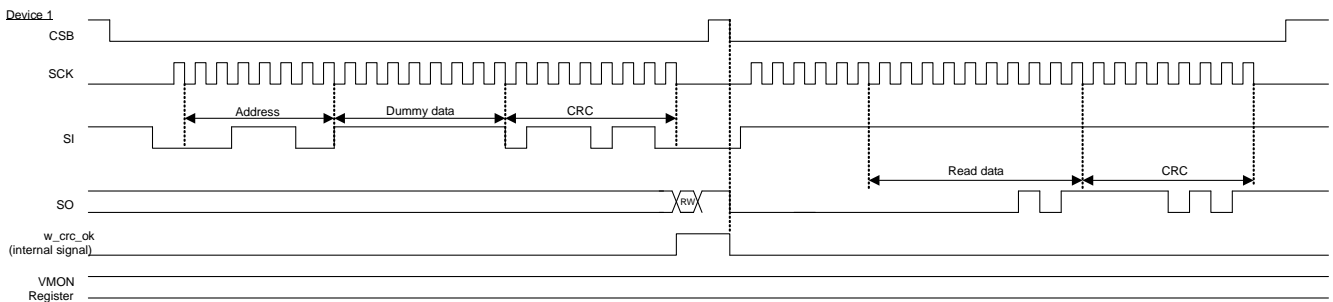 Device 1
CSB
SCK
Address
Dummy data
CRC
SI
Read data
CRC
SO
RW
w_crc_ok
(internal signal)
VMON
Register